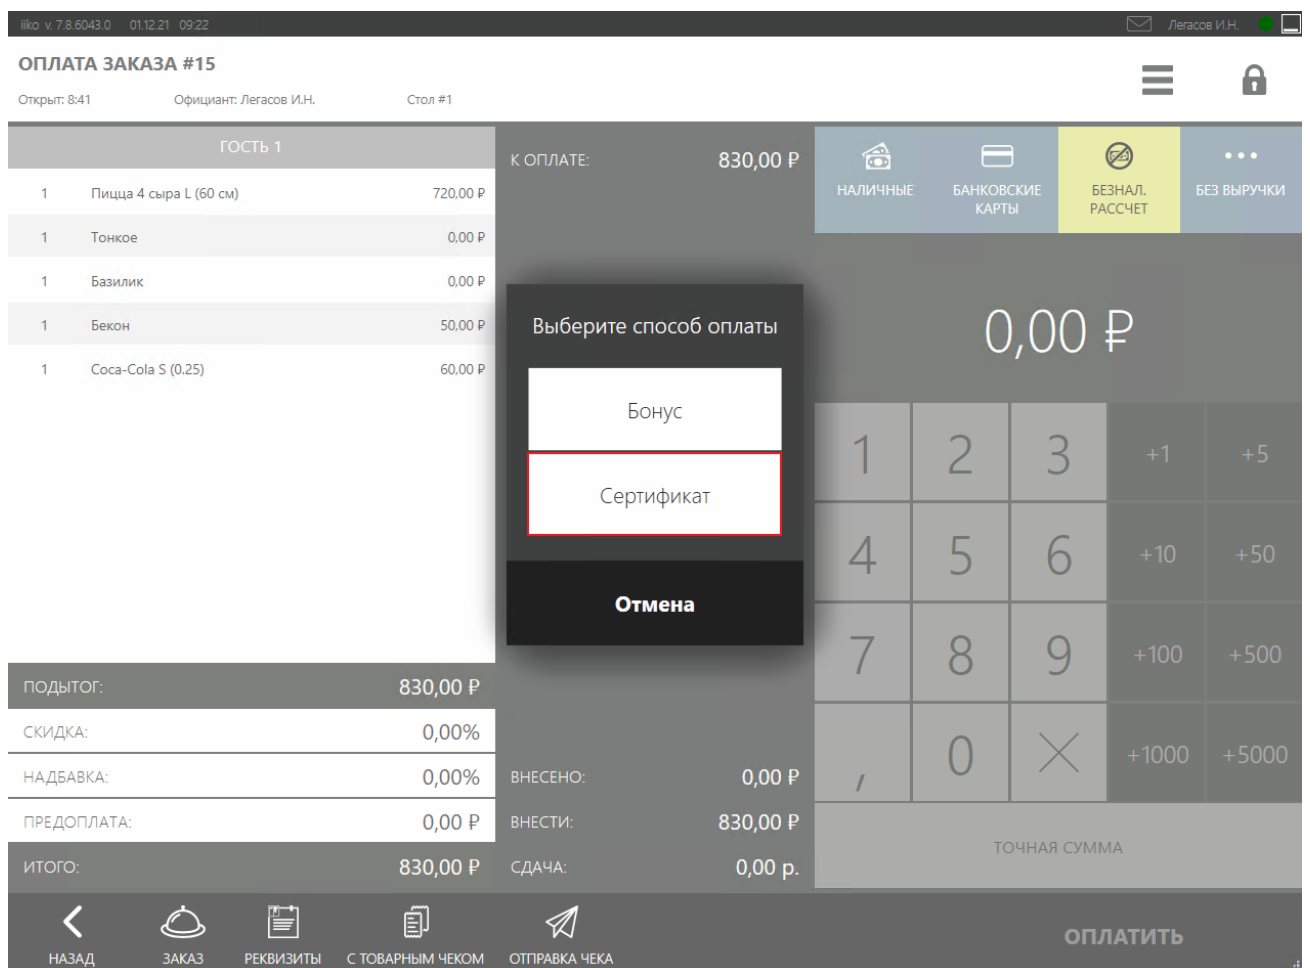 iiko v. 7.8.6043.0 01.12.21 09:22 Легасов И.Н.
ОПЛАТА ЗАКАЗА #15
Открыт: 8:41 Официант: Легасов И.Н. Стол #1
ГОСТЬ 1
1 Пицца 4 сыра L (60 см) 720,00 ₽
1 Тонкое 0,00 ₽
1 Базилик 0,00 ₽
1 Бекон 50,00 ₽
1 Coca-Cola S (0.25) 60,00 ₽
ПОДЫТОГ: 830,00 ₽
СКИДКА: 0,00%
НАДБАВКА: 0,00%
ПРЕДОПЛАТА: 0,00 ₽
ИТОГО: 830,00 ₽
К ОПЛАТЕ: 830,00 ₽
Выберите способ оплаты
Бонус
Сертификат
Отмена
ВНЕСЕНО: 0,00 ₽
ВНЕСТИ: 830,00 ₽
СДАЧА: 0,00 р.
НАЛИЧНЫЕ
БАНКОВСКИЕ
КАРТЫ
БЕЗНАЛ.
РАССЧЕТ
БЕЗ ВЫРУЧКИ
0,00 ₽
1 2 3 +1 +5
4 5 6 +10 +50
7 8 9 +100 +500
, 0 +1000 +5000
ТОЧНАЯ СУММА
НАЗАД ЗАКАЗ РЕКВИЗИТЫ С ТОВАРНЫМ ЧЕКОМ ОТПРАВКА ЧЕКА
ОПЛАТИТЬ